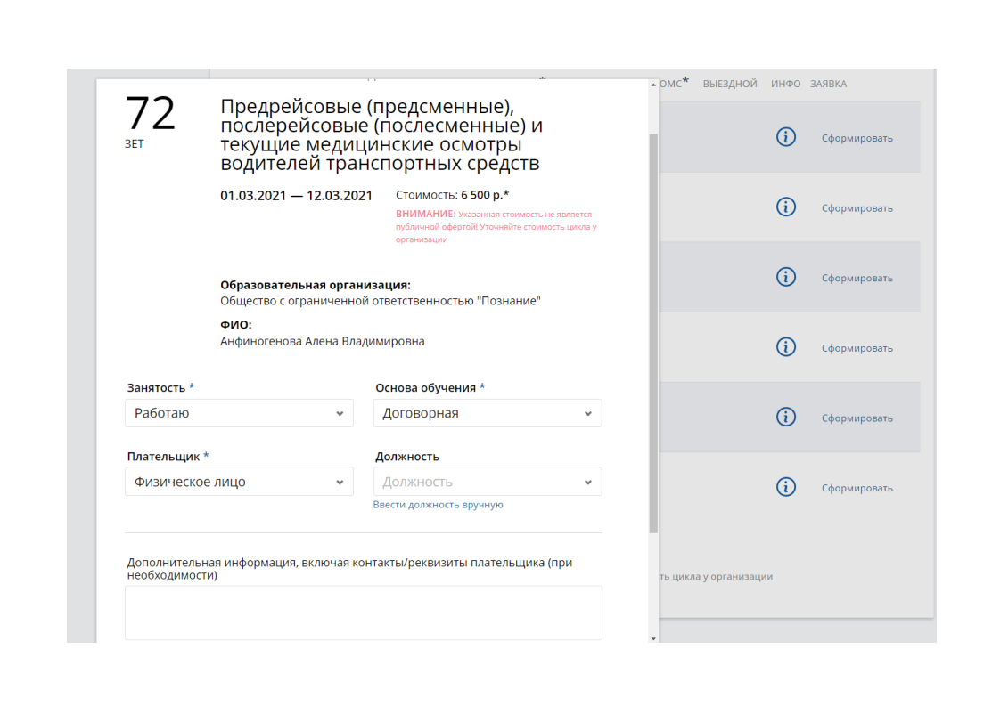 ОМС* ВЫЕЗДНОЙ ИНФО ЗАЯВКА
72
ЗЕТ
Предрейсовые (предсменные),
послерейсовые (послесменные) и
текущие медицинские осмотры
водителей транспортных средств
01.03.2021 — 12.03.2021
Стоимость: 6 500 р.*
ВНИМАНИЕ: Указанная стоимость не является
публичной офертой! Уточняйте стоимость цикла у
организации
Образовательная организация:
Общество с ограниченной ответственностью "Познание"
ФИО:
Анфиногенова Алена Владимировна
Занятость *
Работаю
Основа обучения *
Договорная
Плательщик *
Физическое лицо
Должность
Должность
Ввести должность вручную
Дополнительная информация, включая контакты/реквизиты плательщика (при
необходимости)
Сформировать
Сформировать
Сформировать
Сформировать
Сформировать
Сформировать
ть цикла у организации